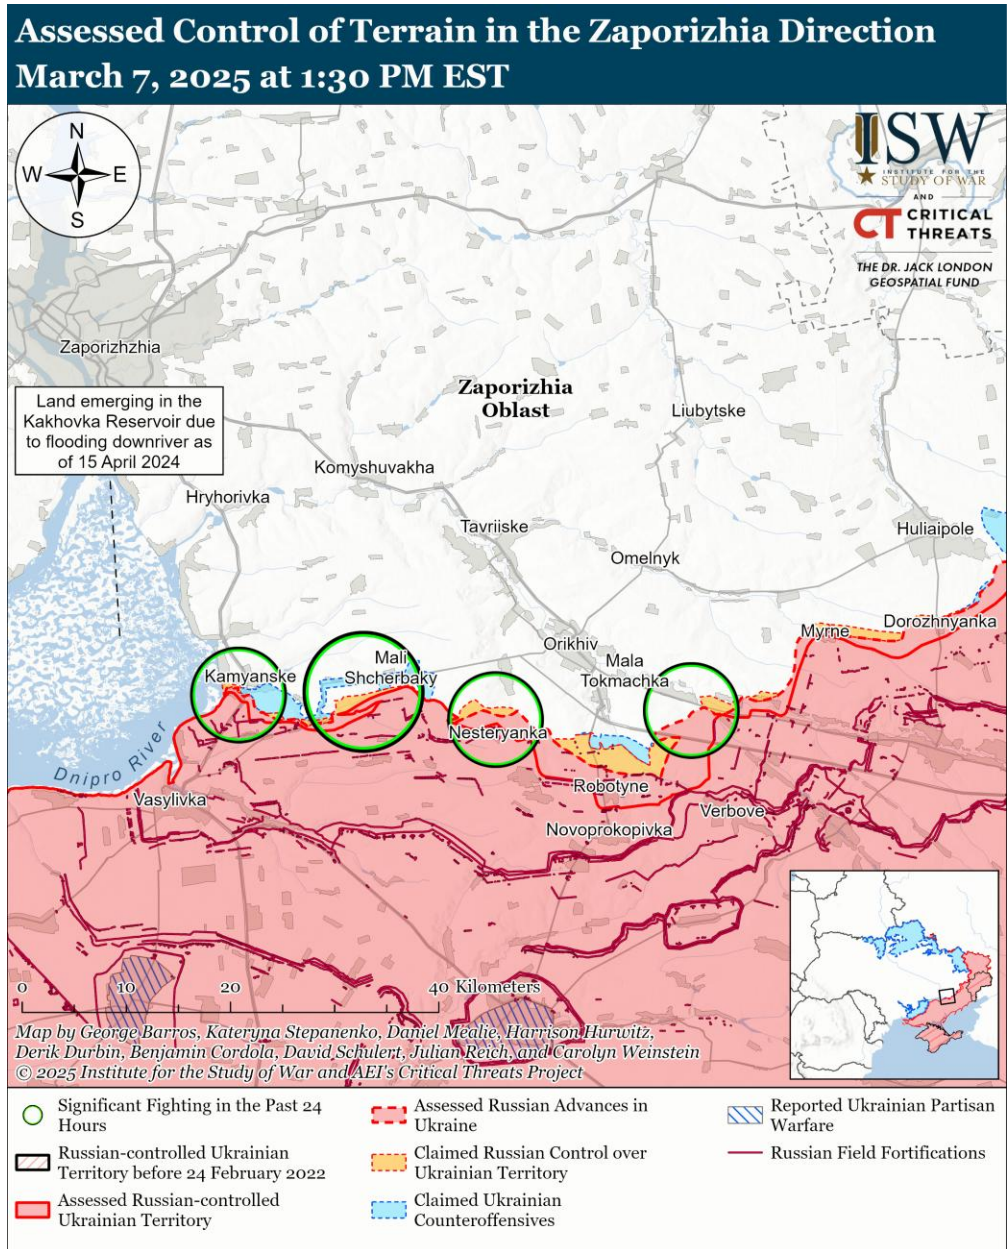 Assessed Control of Terrain in the Zaporizhia Direction
March 7, 2025 at 1:30 PM EST
N
W
E
S
ISW
INSTITUTE FOR THE
STUDY OF WAR
AND
CT CRITICAL
THREATS
THE DR. JACK LONDON
GEOSPATIAL FUND
Zaporizhzhia
Land emerging in the
Kakhovka Reservoir due
to flooding downriver as
of 15 April 2024
Zaporizhia
Oblast
Liubytske
Komyshuvakha
Hryhorivka
Tavriiske
Huliaipole
Omelnyk
Dorozhnyanka
Myrne
Orikhiv
Mali
Shcherbaky
Mala
Tokmachka
Kamyanske
Nesteryanka
Dnipro River
Robotyne
Vasylivka
Verbove
Novoprokopivka
0
10
20
40 Kilometers
Map by George Barros, Kateryna Stepanenko, Daniel Mealie, Harrison Hurwitz,
Derik Durbin, Benjamin Cordola, David Schulert, Julian Reich, and Carolyn Weinstein
© 2025 Institute for the Study of War and AEI's Critical Threats Project
Significant Fighting in the Past 24
Hours
Russian-controlled Ukrainian
Territory before 24 February 2022
Assessed Russian-controlled
Ukrainian Territory
Assessed Russian Advances in
Ukraine
Claimed Russian Control over
Ukrainian Territory
Claimed Ukrainian
Counteroffensives
Reported Ukrainian Partisan
Warfare
Russian Field Fortifications